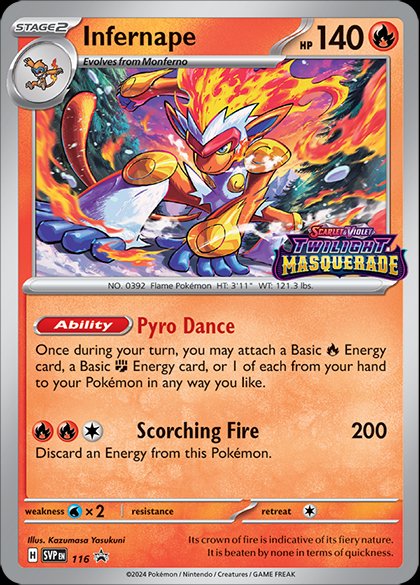 STAGE2 Infernape HP 140
Evolves from Monferno
SCARLET & VIOLET
TWILIGHT
MASQUERADE
NO. 0392 Flame Pokémon HT: 3'11" WT: 121.3 lbs.
Ability Pyro Dance
Once during your turn, you may attach a Basic Energy
card, a Basic Energy card, or 1 of each from your hand
to your Pokémon in any way you like.
Scorching Fire 200
Discard an Energy from this Pokémon.
weakness ×2 resistance retreat
Illus. Kazumasa Yasukuni
H SVP EN 116
Its crown of fire is indicative of its fiery nature.
It is beaten by none in terms of quickness.
©2024 Pokémon / Nintendo / Creatures / GAME FREAK